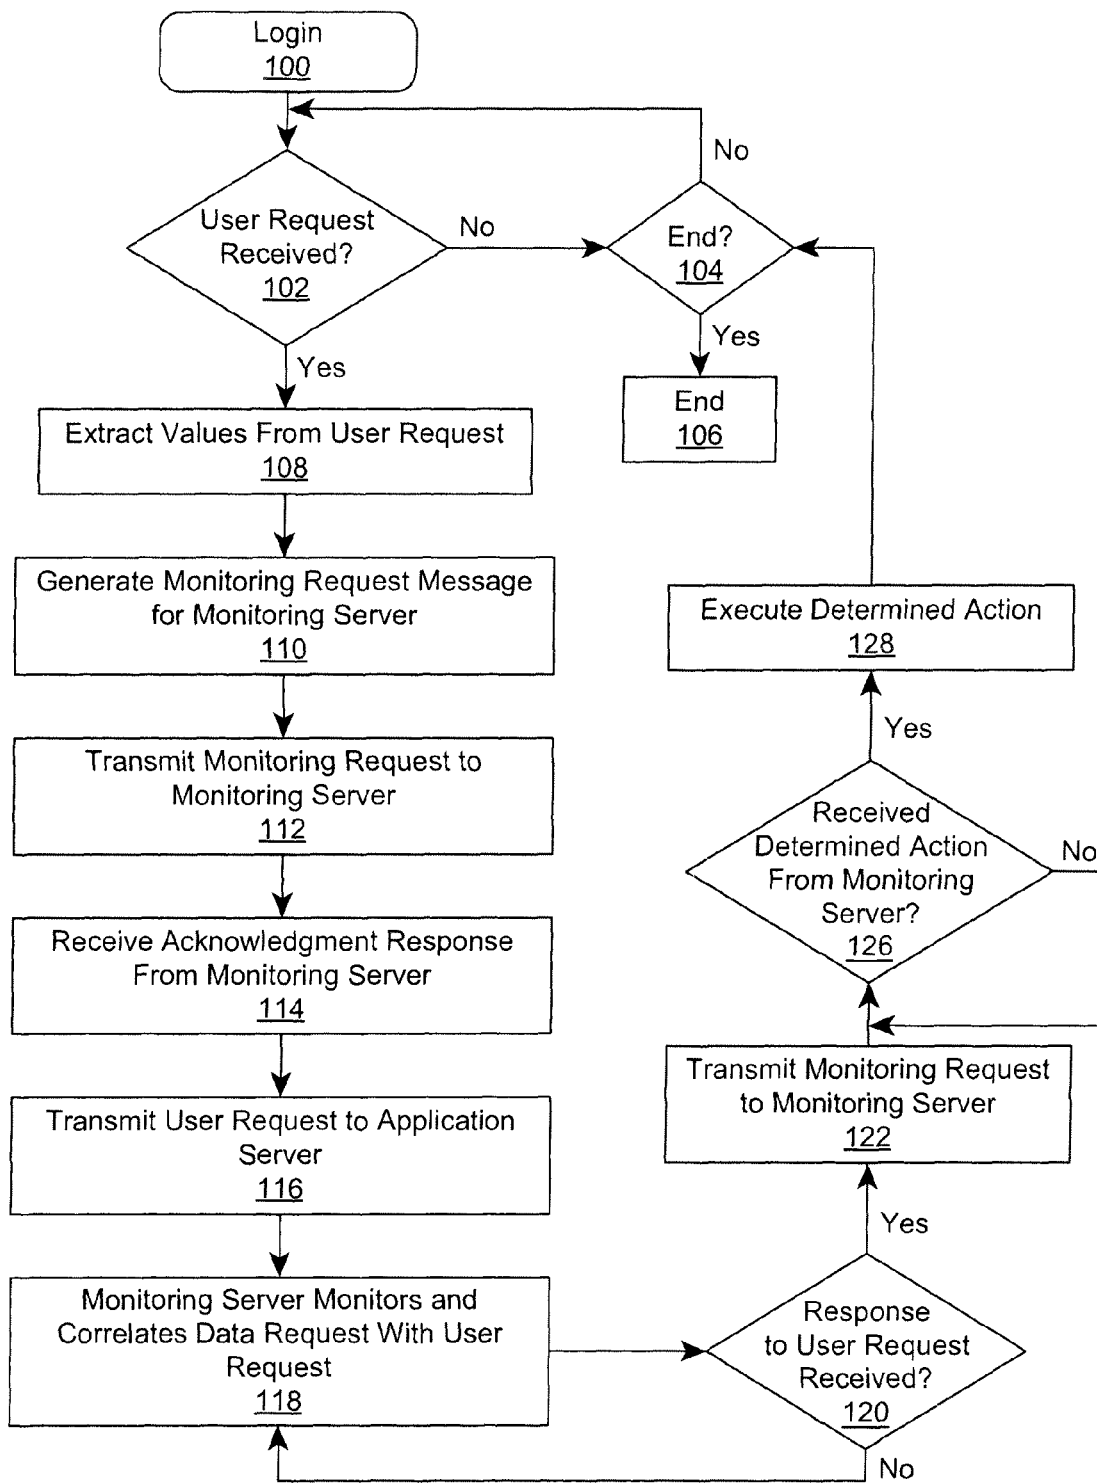 Login
100
No
User Request
Received?
102
No
End?
104
Yes
Yes
End
106
Extract Values From User Request
108
Generate Monitoring Request Message
for Monitoring Server
110
Execute Determined Action
128
Yes
Transmit Monitoring Request to
Monitoring Server
112
Received
Determined Action
From Monitoring
Server?
126
No
Receive Acknowledgment Response
From Monitoring Server
114
Transmit Monitoring Request
to Monitoring Server
122
Transmit User Request to Application
Server
116
Yes
Monitoring Server Monitors and
Correlates Data Request With User
Request
118
Response
to User Request
Received?
120
No